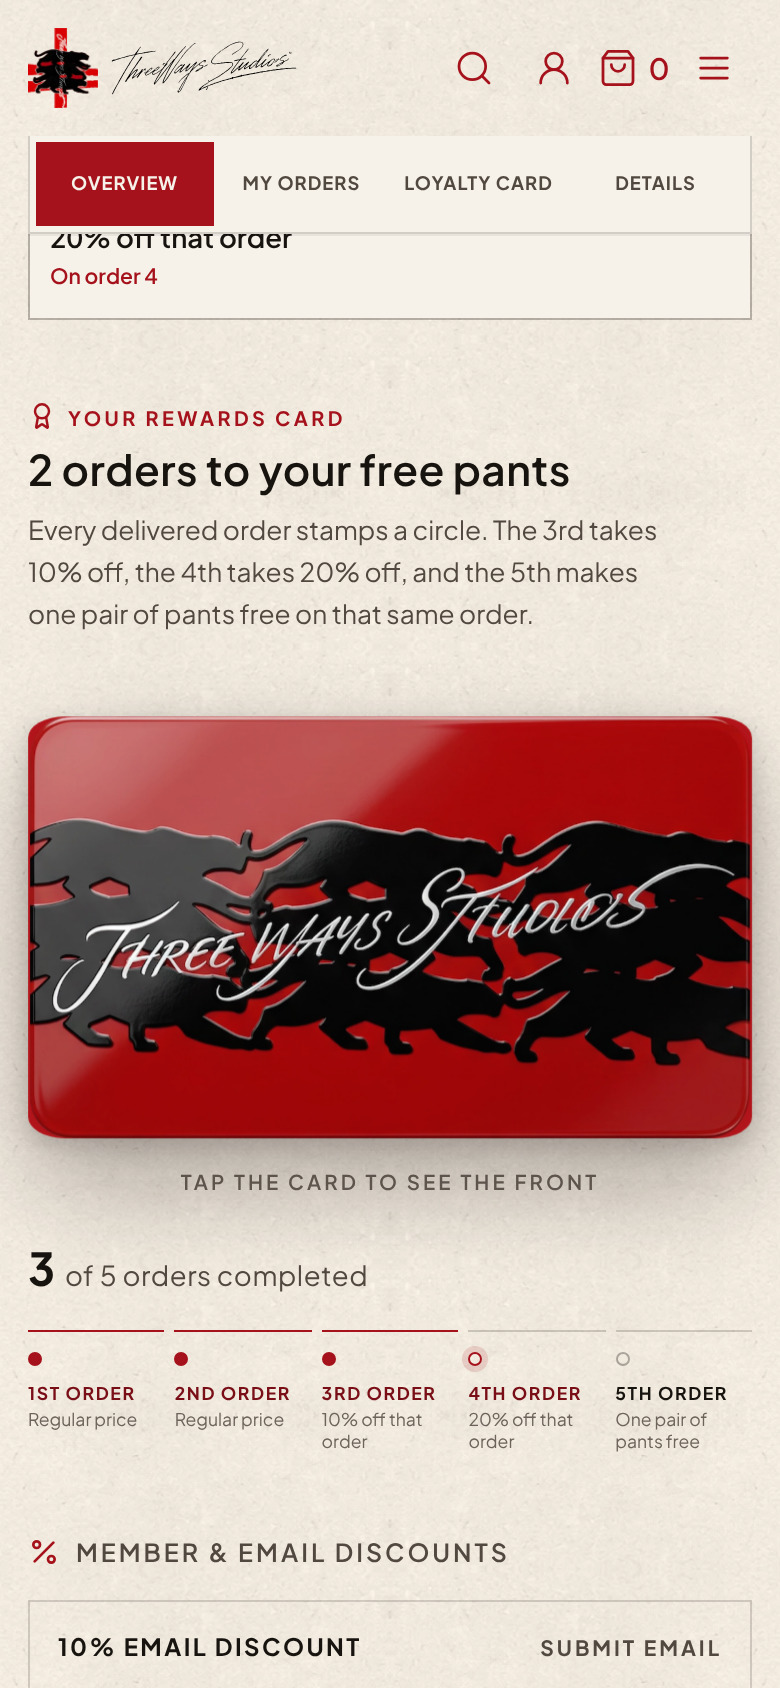 ThreeWays Studios
0
OVERVIEW
MY ORDERS
LOYALTY CARD
DETAILS
20% off that order
On order 4
YOUR REWARDS CARD
2 orders to your free pants
Every delivered order stamps a circle. The 3rd takes
10% off, the 4th takes 20% off, and the 5th makes
one pair of pants free on that same order.
THREE WAYS STUDIOS
TAP THE CARD TO SEE THE FRONT
3 of 5 orders completed
1ST ORDER
Regular price
2ND ORDER
Regular price
3RD ORDER
10% off that
order
4TH ORDER
20% off that
order
5TH ORDER
One pair of
pants free
% MEMBER & EMAIL DISCOUNTS
10% EMAIL DISCOUNT
SUBMIT EMAIL